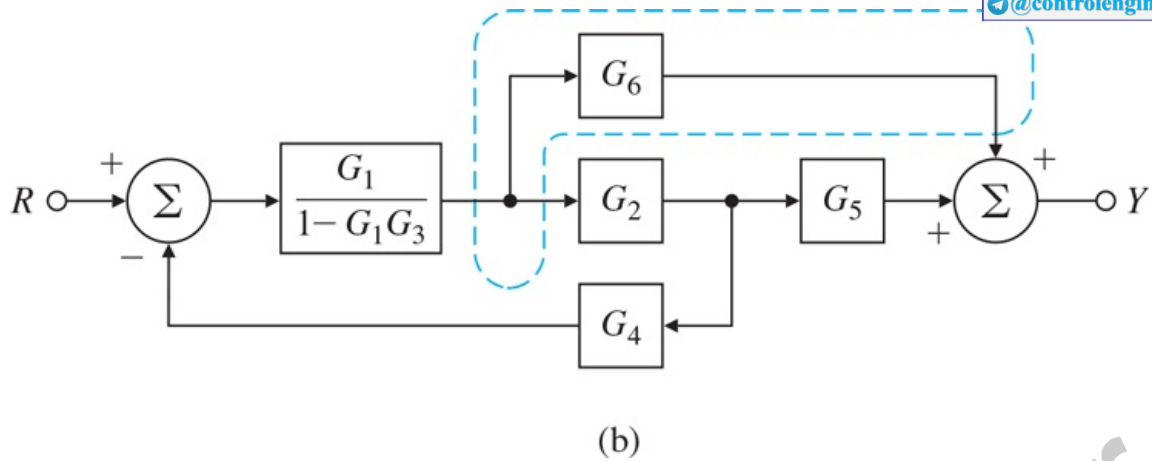 @controlengin
G6
+
+
G1
R
Σ
G2
G5
Σ
Y
1− G1G3
−
+
G4
(b)